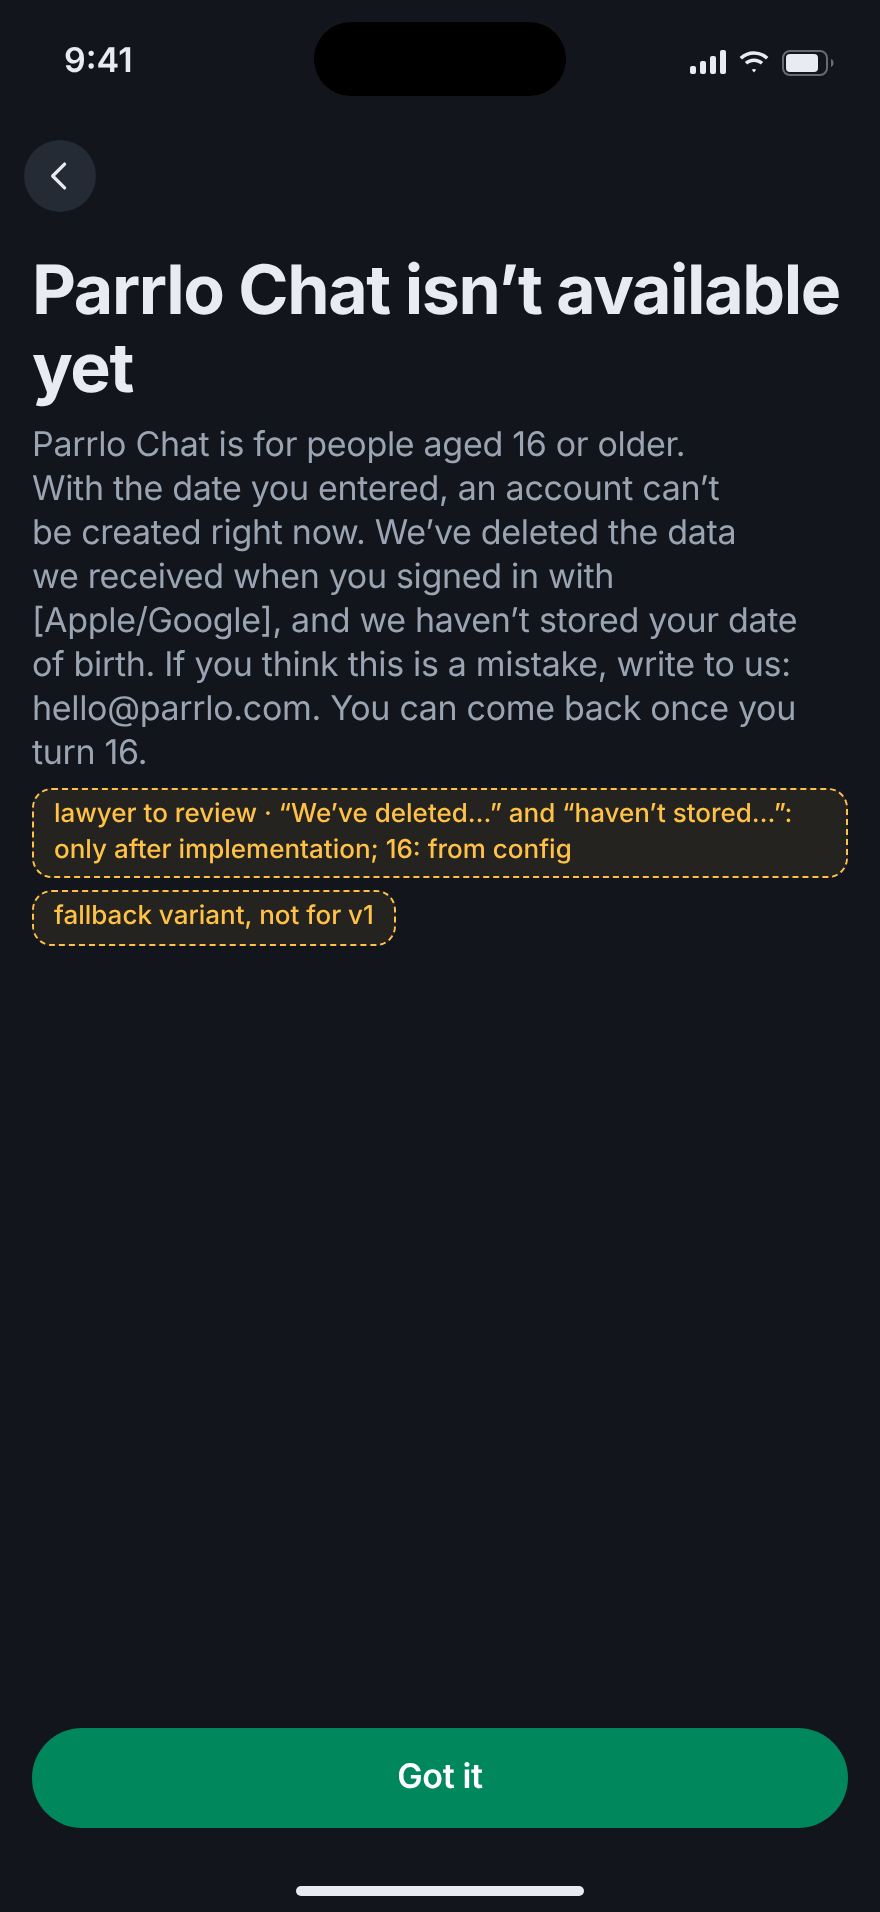 9:41
Parrlo Chat isn’t available
yet
Parrlo Chat is for people aged 16 or older.
With the date you entered, an account can’t
be created right now. We’ve deleted the data
we received when you signed in with
[Apple/Google], and we haven’t stored your date
of birth. If you think this is a mistake, write to us:
hello@parrlo.com. You can come back once you
turn 16.
lawyer to review · “We’ve deleted…” and “haven’t stored…”:
only after implementation; 16: from config
fallback variant, not for v1
Got it